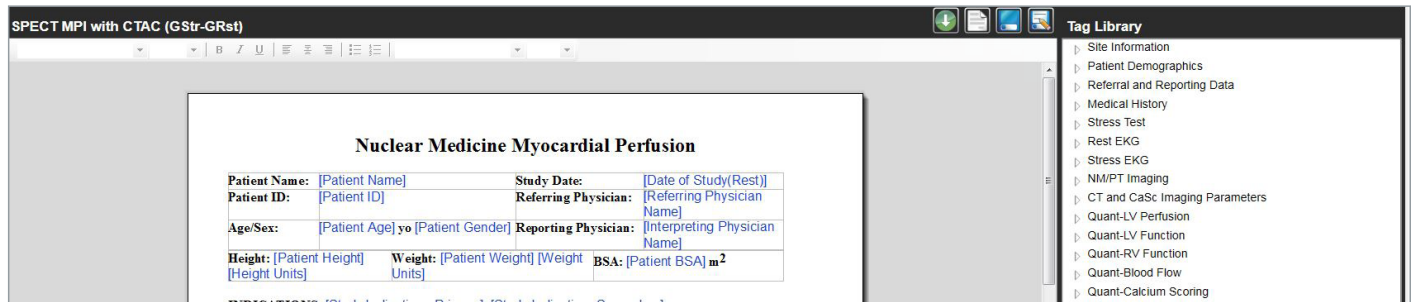 SPECT MPI with CTAC (GStr-GRst)
B I U
Nuclear Medicine Myocardial Perfusion
Patient Name: [Patient Name] Study Date: [Date of Study(Rest)]
Patient ID: [Patient ID] Referring Physician: [Referring Physician
Name]
Age/Sex: [Patient Age] yo [Patient Gender] Reporting Physician: [Interpreting Physician
Name]
Height: [Patient Height] Weight: [Patient Weight] [Weight BSA: [Patient BSA] m2
[Height Units] Units]
Tag Library
Site Information
Patient Demographics
Referral and Reporting Data
Medical History
Stress Test
Rest EKG
Stress EKG
NM/PT Imaging
CT and CaSc Imaging Parameters
Quant-LV Perfusion
Quant-LV Function
Quant-RV Function
Quant-Blood Flow
Quant-Calcium Scoring